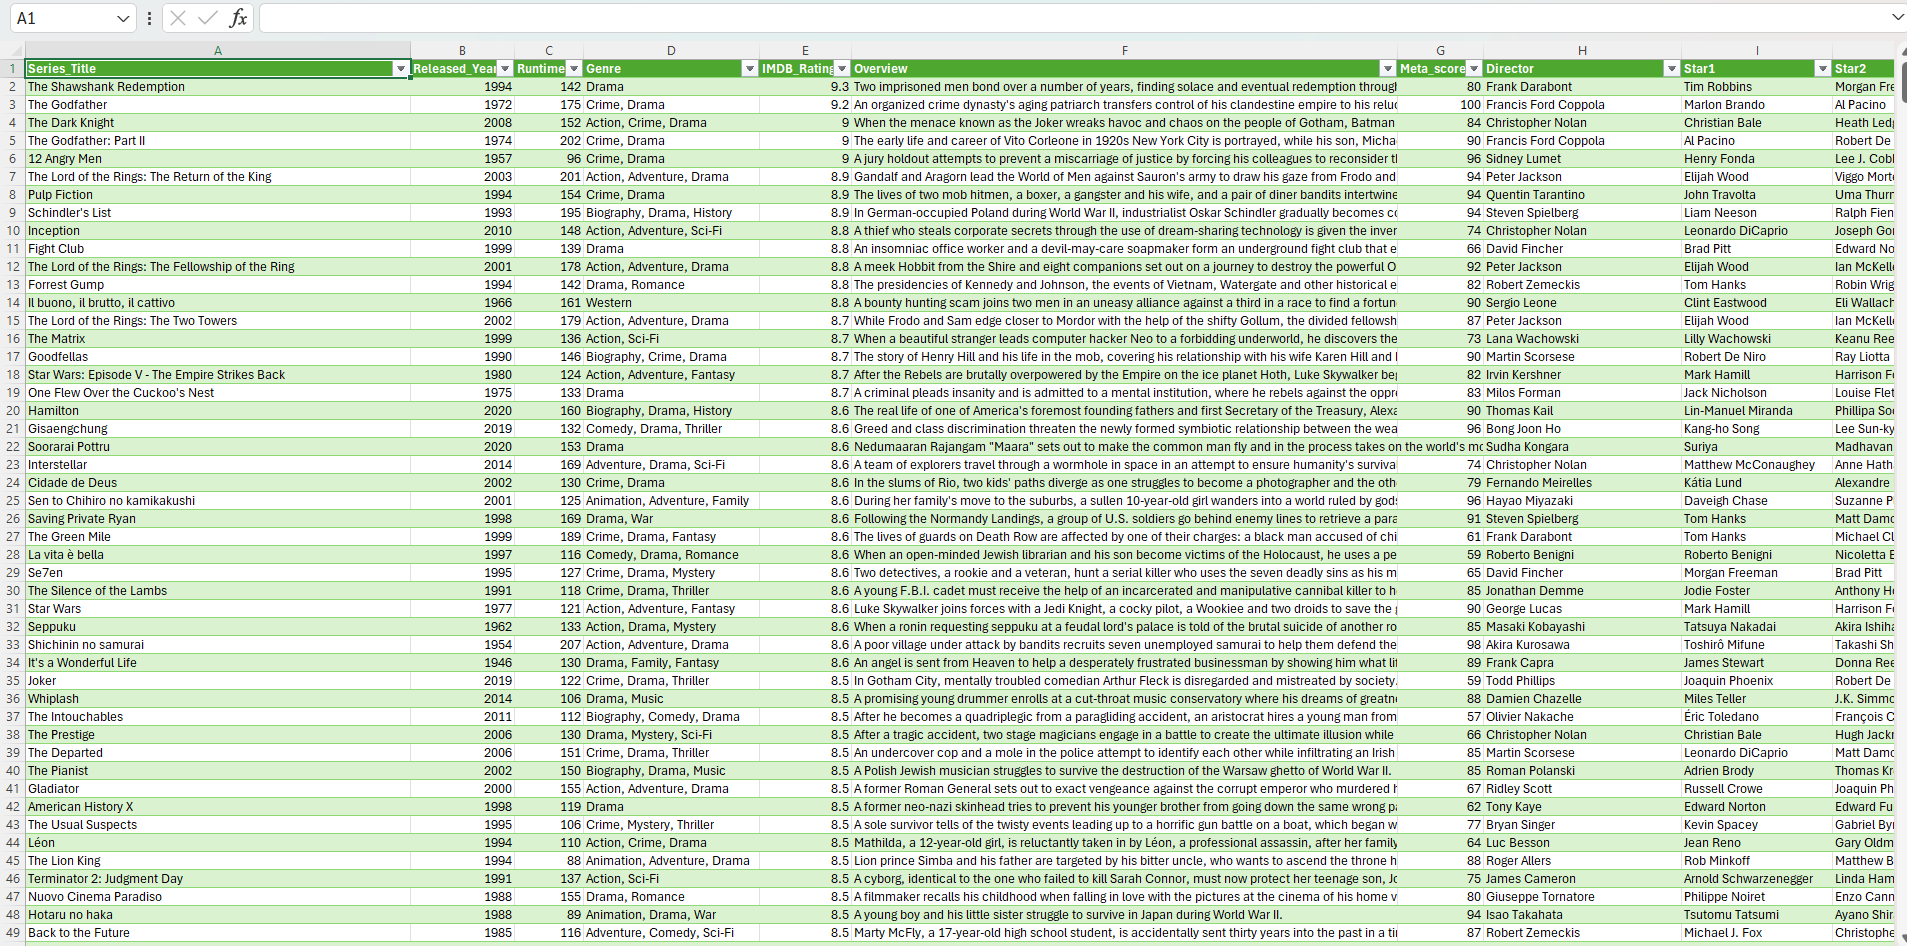 A1 fx
A B C D E F G H I
1 Series_Title Released_Year Runtime Genre IMDB_Rating Overview Meta_score Director Star1 Star2
2 The Shawshank Redemption 1994 142 Drama 9.3 Two imprisoned men bond over a number of years, finding solace and eventual redemption through 80 Frank Darabont Tim Robbins Morgan Fre
3 The Godfather 1972 175 Crime, Drama 9.2 An organized crime dynasty's aging patriarch transfers control of his clandestine empire to his reluc 100 Francis Ford Coppola Marlon Brando Al Pacino
4 The Dark Knight 2008 152 Action, Crime, Drama 9 When the menace known as the Joker wreaks havoc and chaos on the people of Gotham, Batman 84 Christopher Nolan Christian Bale Heath Ledg
5 The Godfather: Part II 1974 202 Crime, Drama 9 The early life and career of Vito Corleone in 1920s New York City is portrayed, while his son, Micha 90 Francis Ford Coppola Al Pacino Robert De
6 12 Angry Men 1957 96 Crime, Drama 9 A jury holdout attempts to prevent a miscarriage of justice by forcing his colleagues to reconsider th 96 Sidney Lumet Henry Fonda Lee J. Cobb
7 The Lord of the Rings: The Return of the King 2003 201 Action, Adventure, Drama 8.9 Gandalf and Aragorn lead the World of Men against Sauron's army to draw his gaze from Frodo and 94 Peter Jackson Elijah Wood Viggo Mort
8 Pulp Fiction 1994 154 Crime, Drama 8.9 The lives of two mob hitmen, a boxer, a gangster and his wife, and a pair of diner bandits intertwine 94 Quentin Tarantino John Travolta Uma Thurn
9 Schindler's List 1993 195 Biography, Drama, History 8.9 In German-occupied Poland during World War II, industrialist Oskar Schindler gradually becomes co 94 Steven Spielberg Liam Neeson Ralph Fien
10 Inception 2010 148 Action, Adventure, Sci-Fi 8.8 A thief who steals corporate secrets through the use of dream-sharing technology is given the inver 74 Christopher Nolan Leonardo DiCaprio Joseph Gor
11 Fight Club 1999 139 Drama 8.8 An insomniac office worker and a devil-may-care soapmaker form an underground fight club that e 66 David Fincher Brad Pitt Edward No
12 The Lord of the Rings: The Fellowship of the Ring 2001 178 Action, Adventure, Drama 8.8 A meek Hobbit from the Shire and eight companions set out on a journey to destroy the powerful O 92 Peter Jackson Elijah Wood Ian McKell
13 Forrest Gump 1994 142 Drama, Romance 8.8 The presidencies of Kennedy and Johnson, the events of Vietnam, Watergate and other historical e 82 Robert Zemeckis Tom Hanks Robin Wrig
14 Il buono, il brutto, il cattivo 1966 161 Western 8.8 A bounty hunting scam joins two men in an uneasy alliance against a third in a race to find a fortun 90 Sergio Leone Clint Eastwood Eli Wallach
15 The Lord of the Rings: The Two Towers 2002 179 Action, Adventure, Drama 8.7 While Frodo and Sam edge closer to Mordor with the help of the shifty Gollum, the divided fellowsh 87 Peter Jackson Elijah Wood Ian McKell
16 The Matrix 1999 136 Action, Sci-Fi 8.7 When a beautiful stranger leads computer hacker Neo to a forbidding underworld, he discovers the 73 Lana Wachowski Lilly Wachowski Keanu Ree
17 Goodfellas 1990 146 Biography, Crime, Drama 8.7 The story of Henry Hill and his life in the mob, covering his relationship with his wife Karen Hill and 90 Martin Scorsese Robert De Niro Ray Liotta
18 Star Wars: Episode V - The Empire Strikes Back 1980 124 Action, Adventure, Fantasy 8.7 After the Rebels are brutally overpowered by the Empire on the ice planet Hoth, Luke Skywalker beg 82 Irvin Kershner Mark Hamill Harrison F
19 One Flew Over the Cuckoo's Nest 1975 133 Drama 8.7 A criminal pleads insanity and is admitted to a mental institution, where he rebels against the oppr 83 Milos Forman Jack Nicholson Louise Flet
20 Hamilton 2020 160 Biography, Drama, History 8.6 The real life of one of America's foremost founding fathers and first Secretary of the Treasury, Alexa 90 Thomas Kail Lin-Manuel Miranda Phillipa Soo
21 Gisaengchung 2019 132 Comedy, Drama, Thriller 8.6 Greed and class discrimination threaten the newly formed symbiotic relationship between the wea 96 Bong Joon Ho Kang-ho Song Lee Sun-ky
22 Soorarai Pottru 2020 153 Drama 8.6 Nedumaaran Rajangam "Maara" sets out to make the common man fly and in the process takes on the world's mo Sudha Kongara Suriya Madhavan
23 Interstellar 2014 169 Adventure, Drama, Sci-Fi 8.6 A team of explorers travel through a wormhole in space in an attempt to ensure humanity's surviva 74 Christopher Nolan Matthew McConaughey Anne Hath
24 Cidade de Deus 2002 130 Crime, Drama 8.6 In the slums of Rio, two kids' paths diverge as one struggles to become a photographer and the oth 79 Fernando Meirelles Kátia Lund Alexandre
25 Sen to Chihiro no kamikakushi 2001 125 Animation, Adventure, Family 8.6 During her family's move to the suburbs, a sullen 10-year-old girl wanders into a world ruled by gods 96 Hayao Miyazaki Daveigh Chase Suzanne P
26 Saving Private Ryan 1998 169 Drama, War 8.6 Following the Normandy Landings, a group of U.S. soldiers go behind enemy lines to retrieve a para 91 Steven Spielberg Tom Hanks Matt Damo
27 The Green Mile 1999 189 Crime, Drama, Fantasy 8.6 The lives of guards on Death Row are affected by one of their charges: a black man accused of chi 61 Frank Darabont Tom Hanks Michael Cl
28 La vita è bella 1997 116 Comedy, Drama, Romance 8.6 When an open-minded Jewish librarian and his son become victims of the Holocaust, he uses a pe 59 Roberto Benigni Roberto Benigni Nicoletta B
29 Se7en 1995 127 Crime, Drama, Mystery 8.6 Two detectives, a rookie and a veteran, hunt a serial killer who uses the seven deadly sins as his m 65 David Fincher Morgan Freeman Brad Pitt
30 The Silence of the Lambs 1991 118 Crime, Drama, Thriller 8.6 A young F.B.I. cadet must receive the help of an incarcerated and manipulative cannibal killer to h 85 Jonathan Demme Jodie Foster Anthony H
31 Star Wars 1977 121 Action, Adventure, Fantasy 8.6 Luke Skywalker joins forces with a Jedi Knight, a cocky pilot, a Wookiee and two droids to save the g 90 George Lucas Mark Hamill Harrison F
32 Seppuku 1962 133 Action, Drama, Mystery 8.6 When a ronin requesting seppuku at a feudal lord's palace is told of the brutal suicide of another ro 85 Masaki Kobayashi Tatsuya Nakadai Akira Ishiha
33 Shichinin no samurai 1954 207 Action, Adventure, Drama 8.6 A poor village under attack by bandits recruits seven unemployed samurai to help them defend the 98 Akira Kurosawa Toshirô Mifune Takashi Sh
34 It's a Wonderful Life 1946 130 Drama, Family, Fantasy 8.6 An angel is sent from Heaven to help a desperately frustrated businessman by showing him what lif 89 Frank Capra James Stewart Donna Ree
35 Joker 2019 122 Crime, Drama, Thriller 8.5 In Gotham City, mentally troubled comedian Arthur Fleck is disregarded and mistreated by society. 59 Todd Phillips Joaquin Phoenix Robert De
36 Whiplash 2014 106 Drama, Music 8.5 A promising young drummer enrolls at a cut-throat music conservatory where his dreams of greatne 88 Damien Chazelle Miles Teller J.K. Simmo
37 The Intouchables 2011 112 Biography, Comedy, Drama 8.5 After he becomes a quadriplegic from a paragliding accident, an aristocrat hires a young man from 57 Olivier Nakache Éric Toledano François C
38 The Prestige 2006 130 Drama, Mystery, Sci-Fi 8.5 After a tragic accident, two stage magicians engage in a battle to create the ultimate illusion while 66 Christopher Nolan Christian Bale Hugh Jackr
39 The Departed 2006 151 Crime, Drama, Thriller 8.5 An undercover cop and a mole in the police attempt to identify each other while infiltrating an Irish 85 Martin Scorsese Leonardo DiCaprio Matt Damo
40 The Pianist 2002 150 Biography, Drama, Music 8.5 A Polish Jewish musician struggles to survive the destruction of the Warsaw ghetto of World War II. 85 Roman Polanski Adrien Brody Thomas Kr
41 Gladiator 2000 155 Action, Adventure, Drama 8.5 A former Roman General sets out to exact vengeance against the corrupt emperor who murdered h 67 Ridley Scott Russell Crowe Joaquin Ph
42 American History X 1998 119 Drama 8.5 A former neo-nazi skinhead tries to prevent his younger brother from going down the same wrong pa 62 Tony Kaye Edward Norton Edward Fu
43 The Usual Suspects 1995 106 Crime, Mystery, Thriller 8.5 A sole survivor tells of the twisty events leading up to a horrific gun battle on a boat, which began w 77 Bryan Singer Kevin Spacey Gabriel By
44 Léon 1994 110 Action, Crime, Drama 8.5 Mathilda, a 12-year-old girl, is reluctantly taken in by Léon, a professional assassin, after her family 64 Luc Besson Jean Reno Gary Oldm
45 The Lion King 1994 88 Animation, Adventure, Drama 8.5 Lion prince Simba and his father are targeted by his bitter uncle, who wants to ascend the throne h 88 Roger Allers Rob Minkoff Matthew B
46 Terminator 2: Judgment Day 1991 137 Action, Sci-Fi 8.5 A cyborg, identical to the one who failed to kill Sarah Connor, must now protect her teenage son, Jo 75 James Cameron Arnold Schwarzenegger Linda Ham
47 Nuovo Cinema Paradiso 1988 155 Drama, Romance 8.5 A filmmaker recalls his childhood when falling in love with the pictures at the cinema of his home v 80 Giuseppe Tornatore Philippe Noiret Enzo Cann
48 Hotaru no haka 1988 89 Animation, Drama, War 8.5 A young boy and his little sister struggle to survive in Japan during World War II. 94 Isao Takahata Tsutomu Tatsumi Ayano Shir
49 Back to the Future 1985 116 Adventure, Comedy, Sci-Fi 8.5 Marty McFly, a 17-year-old high school student, is accidentally sent thirty years into the past in a ti 87 Robert Zemeckis Michael J. Fox Christophe